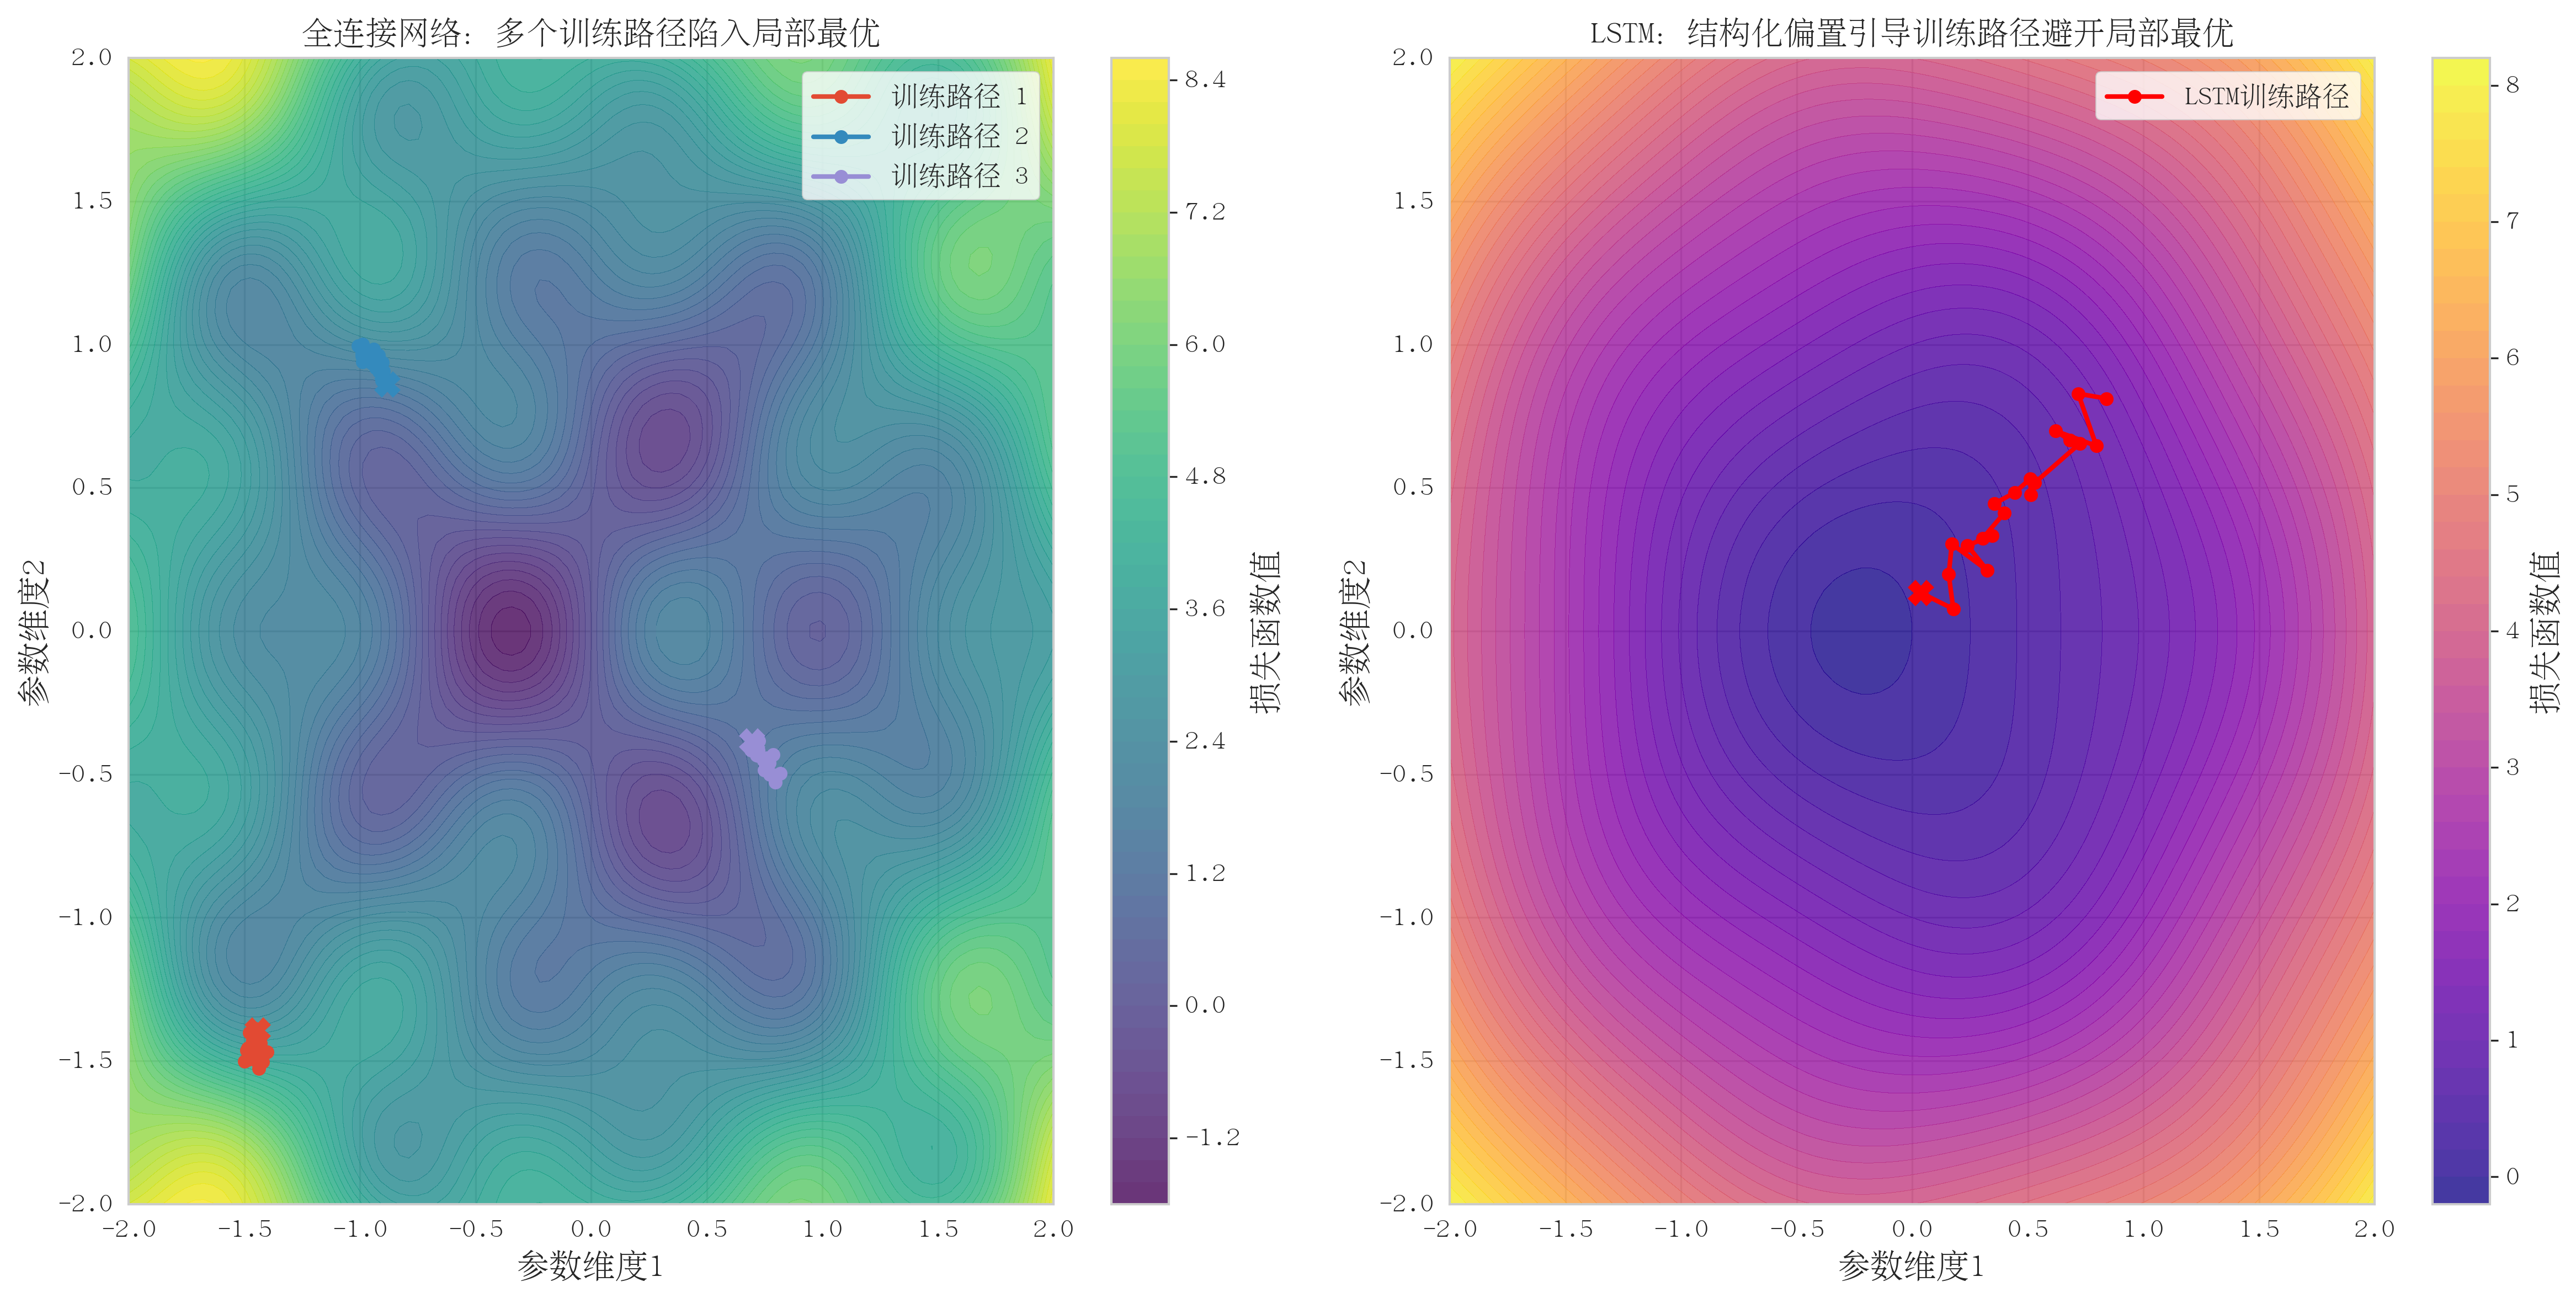 全连接网络: 多个训练路径陷入局部最优
训练路径 1
训练路径 2
训练路径 3
2.0
1.5
1.0
0.5
0.0
-0.5
-1.0
-1.5
-2.0
参数维度2
-2.0 -1.5 -1.0 -0.5 0.0 0.5 1.0 1.5 2.0
参数维度1
8.4
7.2
6.0
4.8
3.6
2.4
1.2
0.0
-1.2
损失函数值
LSTM: 结构化偏置引导训练路径避开局部最优
LSTM训练路径
2.0
1.5
1.0
0.5
0.0
-0.5
-1.0
-1.5
-2.0
参数维度2
-2.0 -1.5 -1.0 -0.5 0.0 0.5 1.0 1.5 2.0
参数维度1
8
7
6
5
4
3
2
1
0
损失函数值